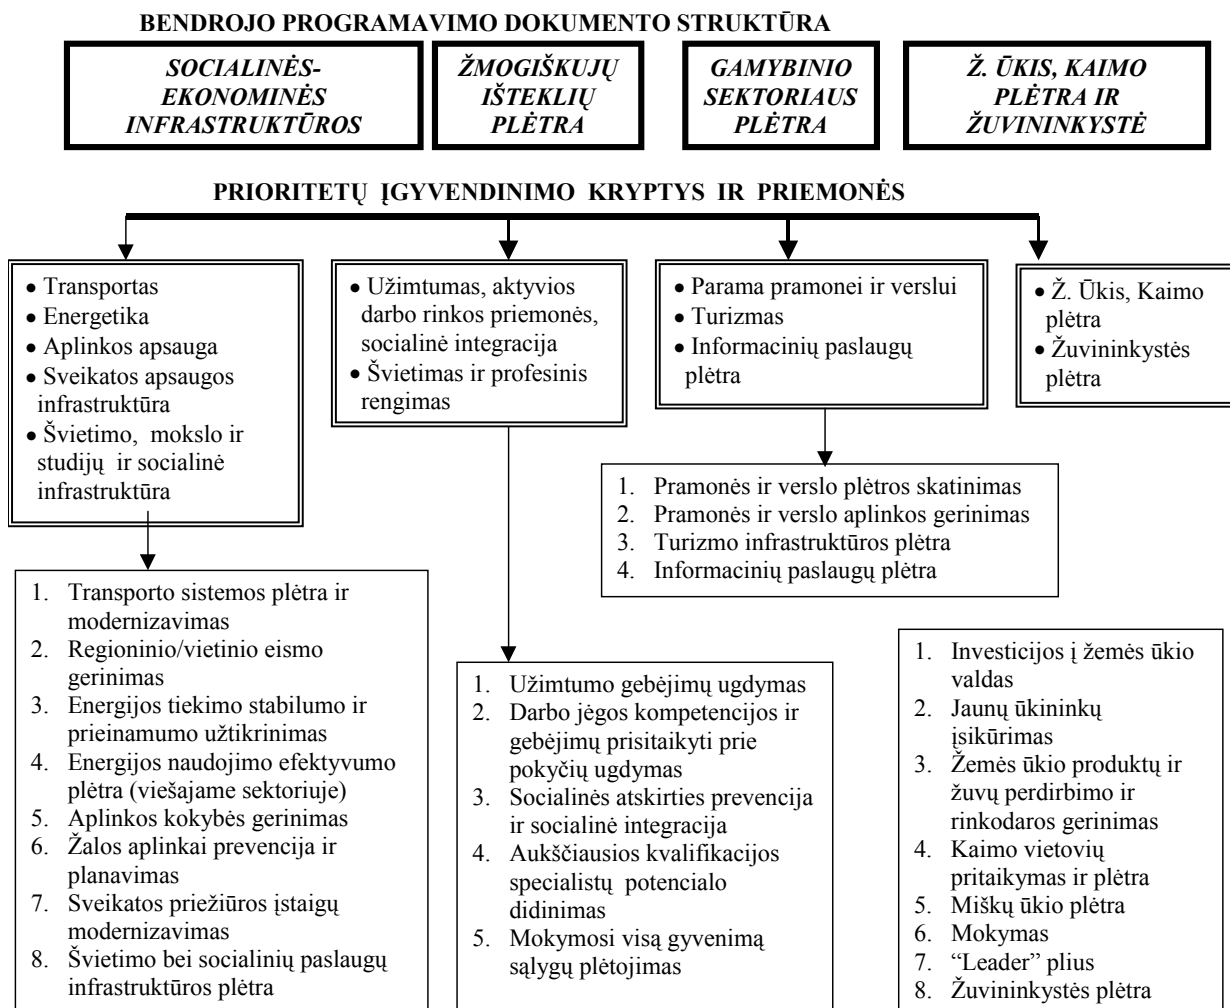 BENDROJO PROGRAMAVIMO DOKUMENTO STRUKTŪRA
SOCIALINĖS-
EKONOMINĖS
INFRASTRUKTŪROS
ŽMOGIŠKUJŲ
IŠTEKLIŲ
PLĖTRA
GAMYBINIO
SEKTORIAUS
PLĖTRA
Ž. ŪKIS, KAIMO
PLĖTRA IR
ŽUVININKYSTĖ
PRIORITETŲ ĮGYVENDINIMO KRYPTYS IR PRIEMONĖS
• Transportas
• Energetika
• Aplinkos apsauga
• Sveikatos apsaugos
infrastruktūra
• Švietimo, mokslo ir
studijų ir socialinė
infrastruktūra
• Užimtumas, aktyvios
darbo rinkos priemonės,
socialinė integracija
• Švietimas ir profesinis
rengimas
• Parama pramonei ir verslui
• Turizmas
• Informacinių paslaugų
plėtra
• Ž. Ūkis, Kaimo
plėtra
• Žuvininkystės
plėtra
1. Pramonės ir verslo plėtros skatinimas
2. Pramonės ir verslo aplinkos gerinimas
3. Turizmo infrastruktūros plėtra
4. Informacinių paslaugų plėtra
1. Transporto sistemos plėtra ir
modernizavimas
2. Regioninio/vietinio eismo
gerinimas
3. Energijos tiekimo stabilumo ir
prieinamumo užtikrinimas
4. Energijos naudojimo efektyvumo
plėtra (viešajame sektoriuje)
5. Aplinkos kokybės gerinimas
6. Žalos aplinkai prevencija ir
planavimas
7. Sveikatos priežiūros įstaigų
modernizavimas
8. Švietimo bei socialinių paslaugų
infrastruktūros plėtra
1. Užimtumo gebėjimų ugdymas
2. Darbo jėgos kompetencijos ir
gebėjimų prisitaikyti prie
pokyčių ugdymas
3. Socialinės atskirties prevencija
ir socialinė integracija
4. Aukščiausios kvalifikacijos
specialistų potencialo
didinimas
5. Mokymosi visą gyvenimą
sąlygų plėtojimas
1. Investicijos į žemės ūkio
valdas
2. Jaunų ūkininkų
įsikūrimas
3. Žemės ūkio produktų ir
žuvų perdirbimo ir
rinkodaros gerinimas
4. Kaimo vietovių
pritaikymas ir plėtra
5. Miškų ūkio plėtra
6. Mokymas
7. “Leader” plius
8. Žuvininkystės plėtra